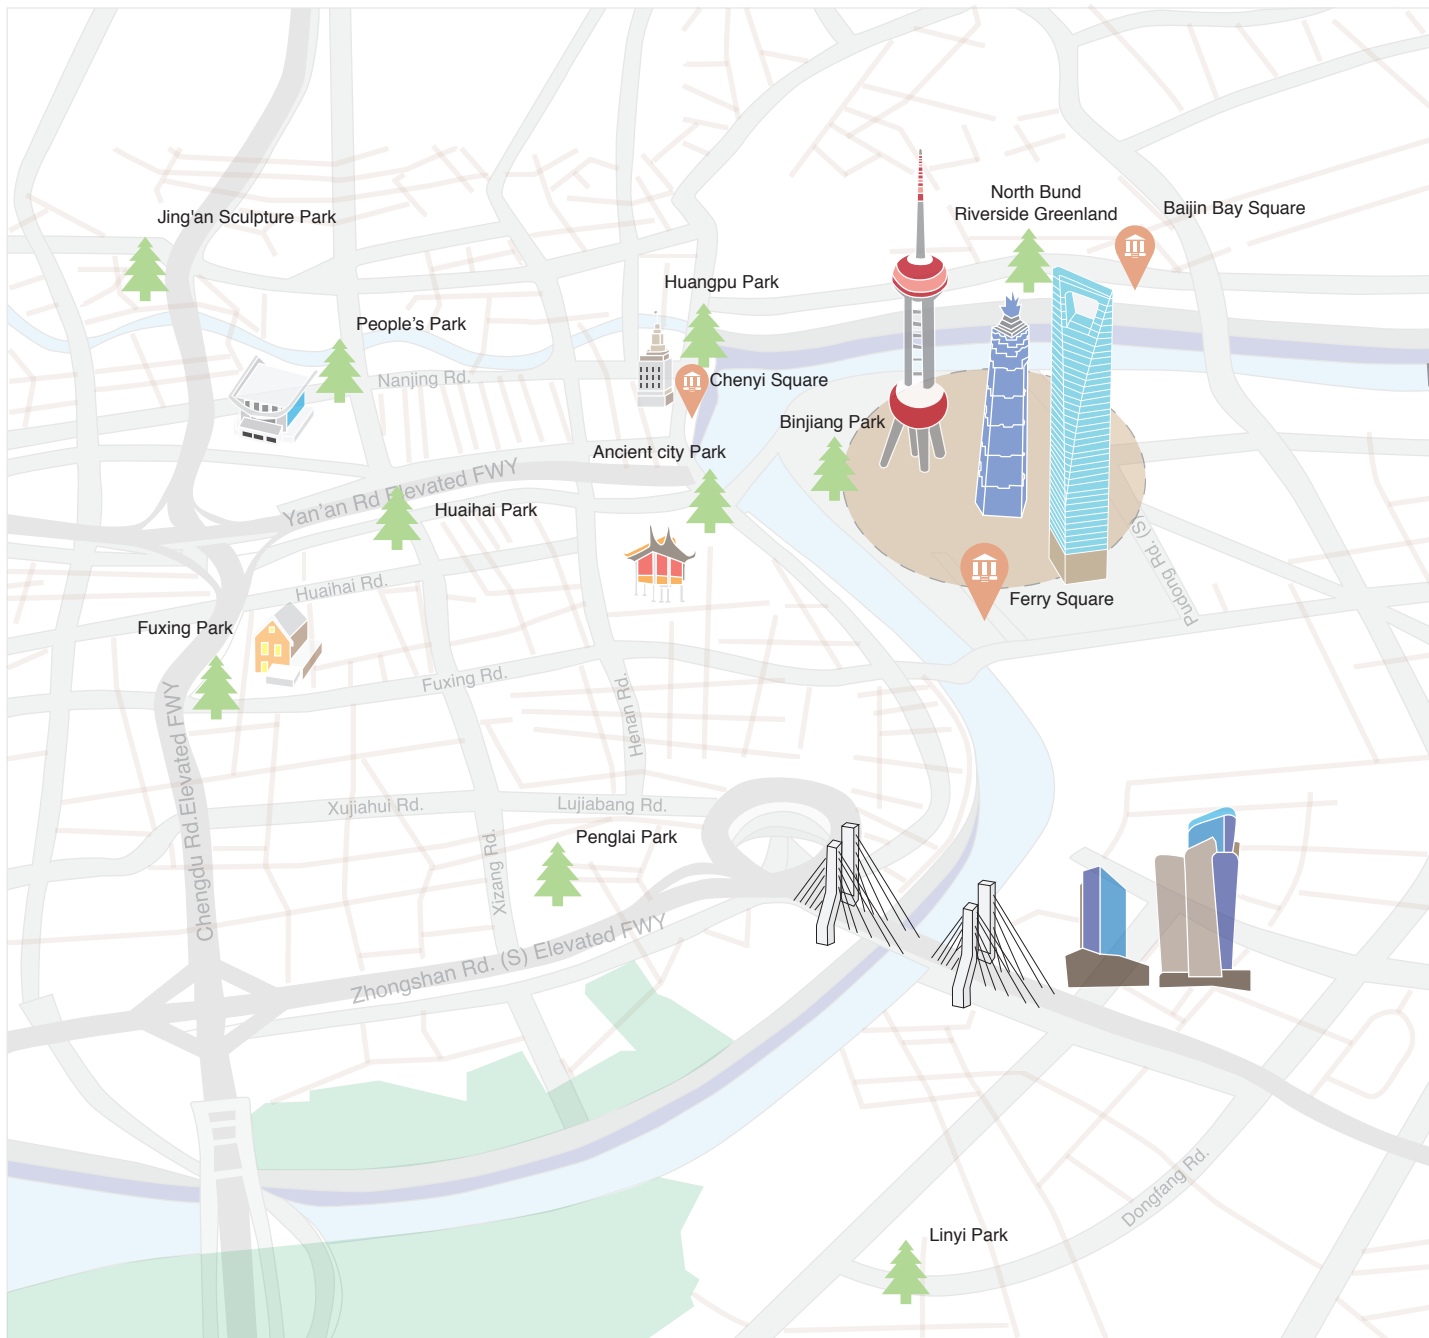 North Bund
Riverside Greenland
Baijin Bay Square
Jing'an Sculpture Park
Huangpu Park
People's Park
Nanjing Rd.
Chenyi Square
Binjiang Park
Ancient city Park
Yan'an Rd Elevated FWY
Huaihai Park
Pudong Rd. (S)
Huaihai Rd.
Ferry Square
Fuxing Park
Fuxing Rd.
Henan Rd.
Chengdu Rd.Elevated FWY
Xujiahui Rd.
Lujiabang Rd.
Penglai Park
Xizang Rd.
Zhongshan Rd. (S) Elevated FWY
Dongfang Rd.
Linyi Park